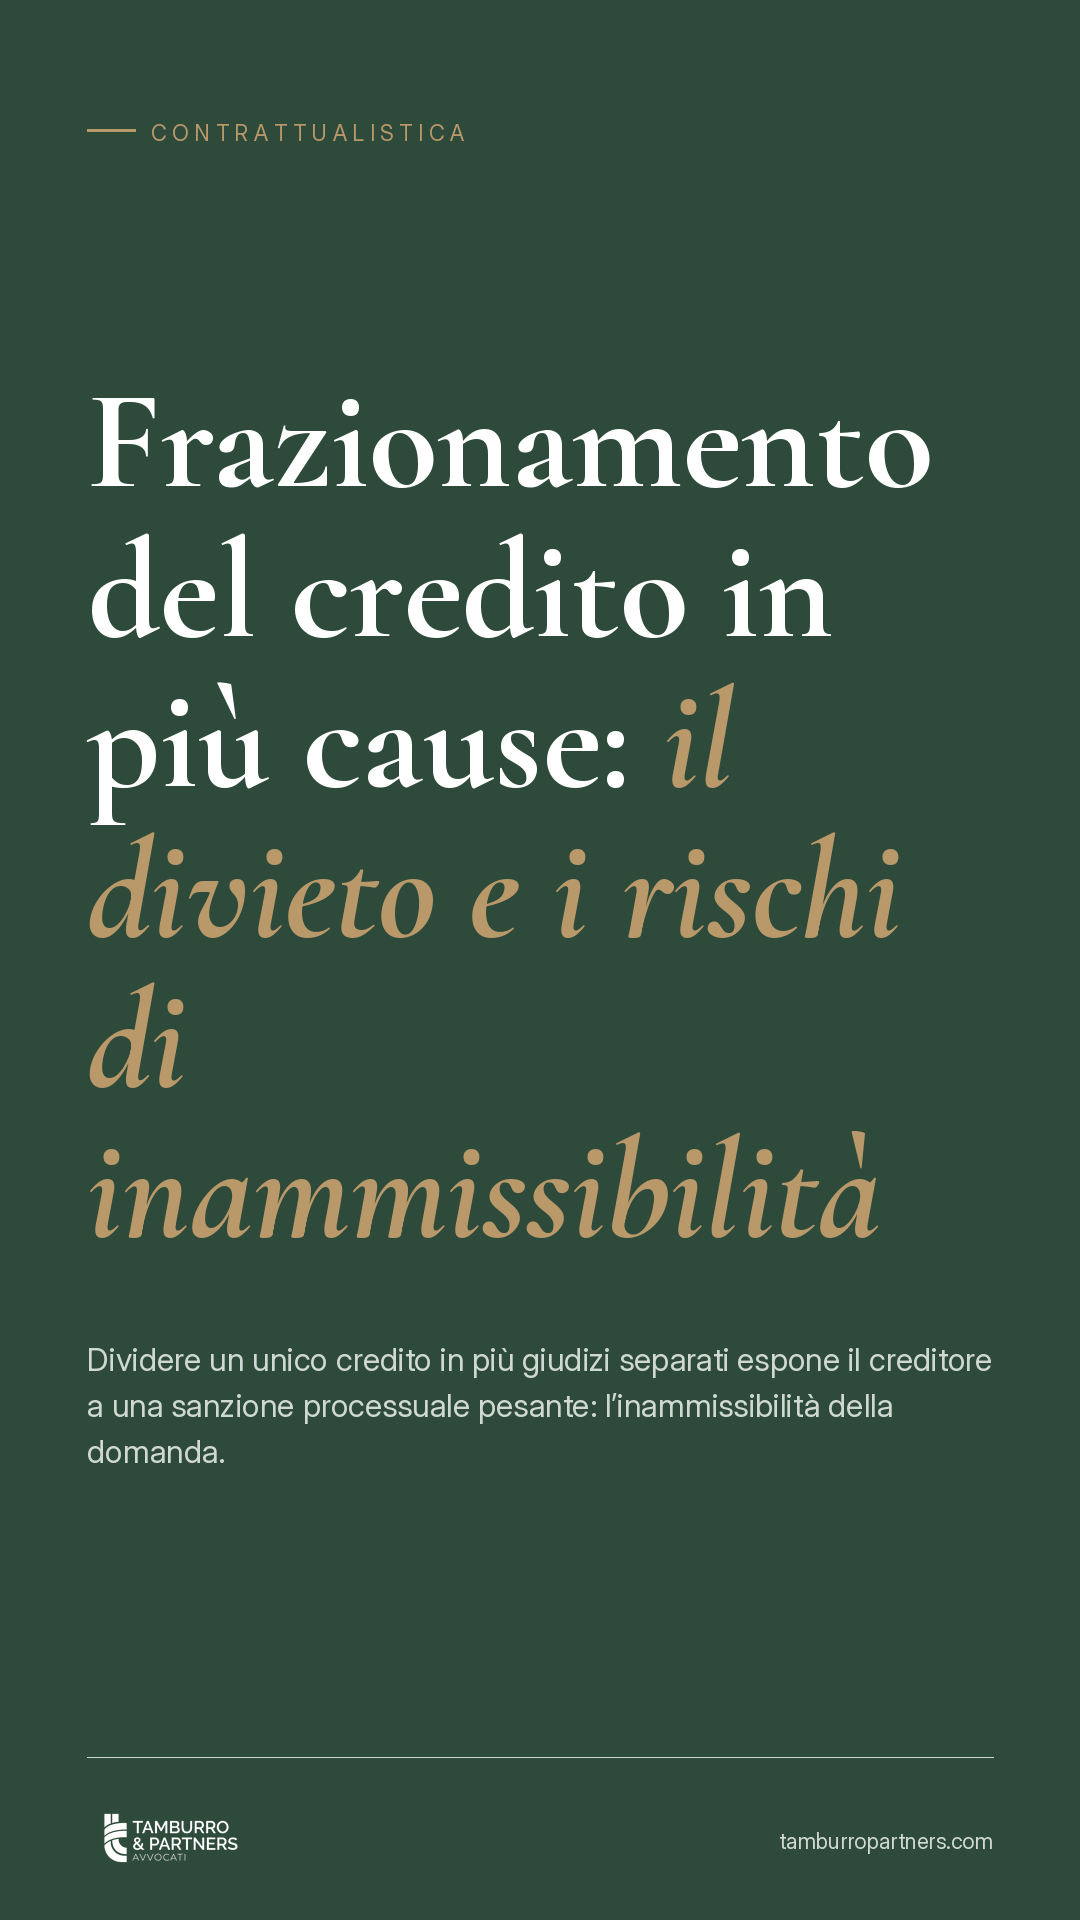 CONTRATTUALISTICA
Frazionamento
del credito in
più cause: il
divieto e i rischi
di
inammissibilità
Dividere un unico credito in più giudizi separati espone il creditore
a una sanzione processuale pesante: l’inammissibilità della
domanda.
TAMBURRO
& PARTNERS
AVVOCATI
tamburropartners.com